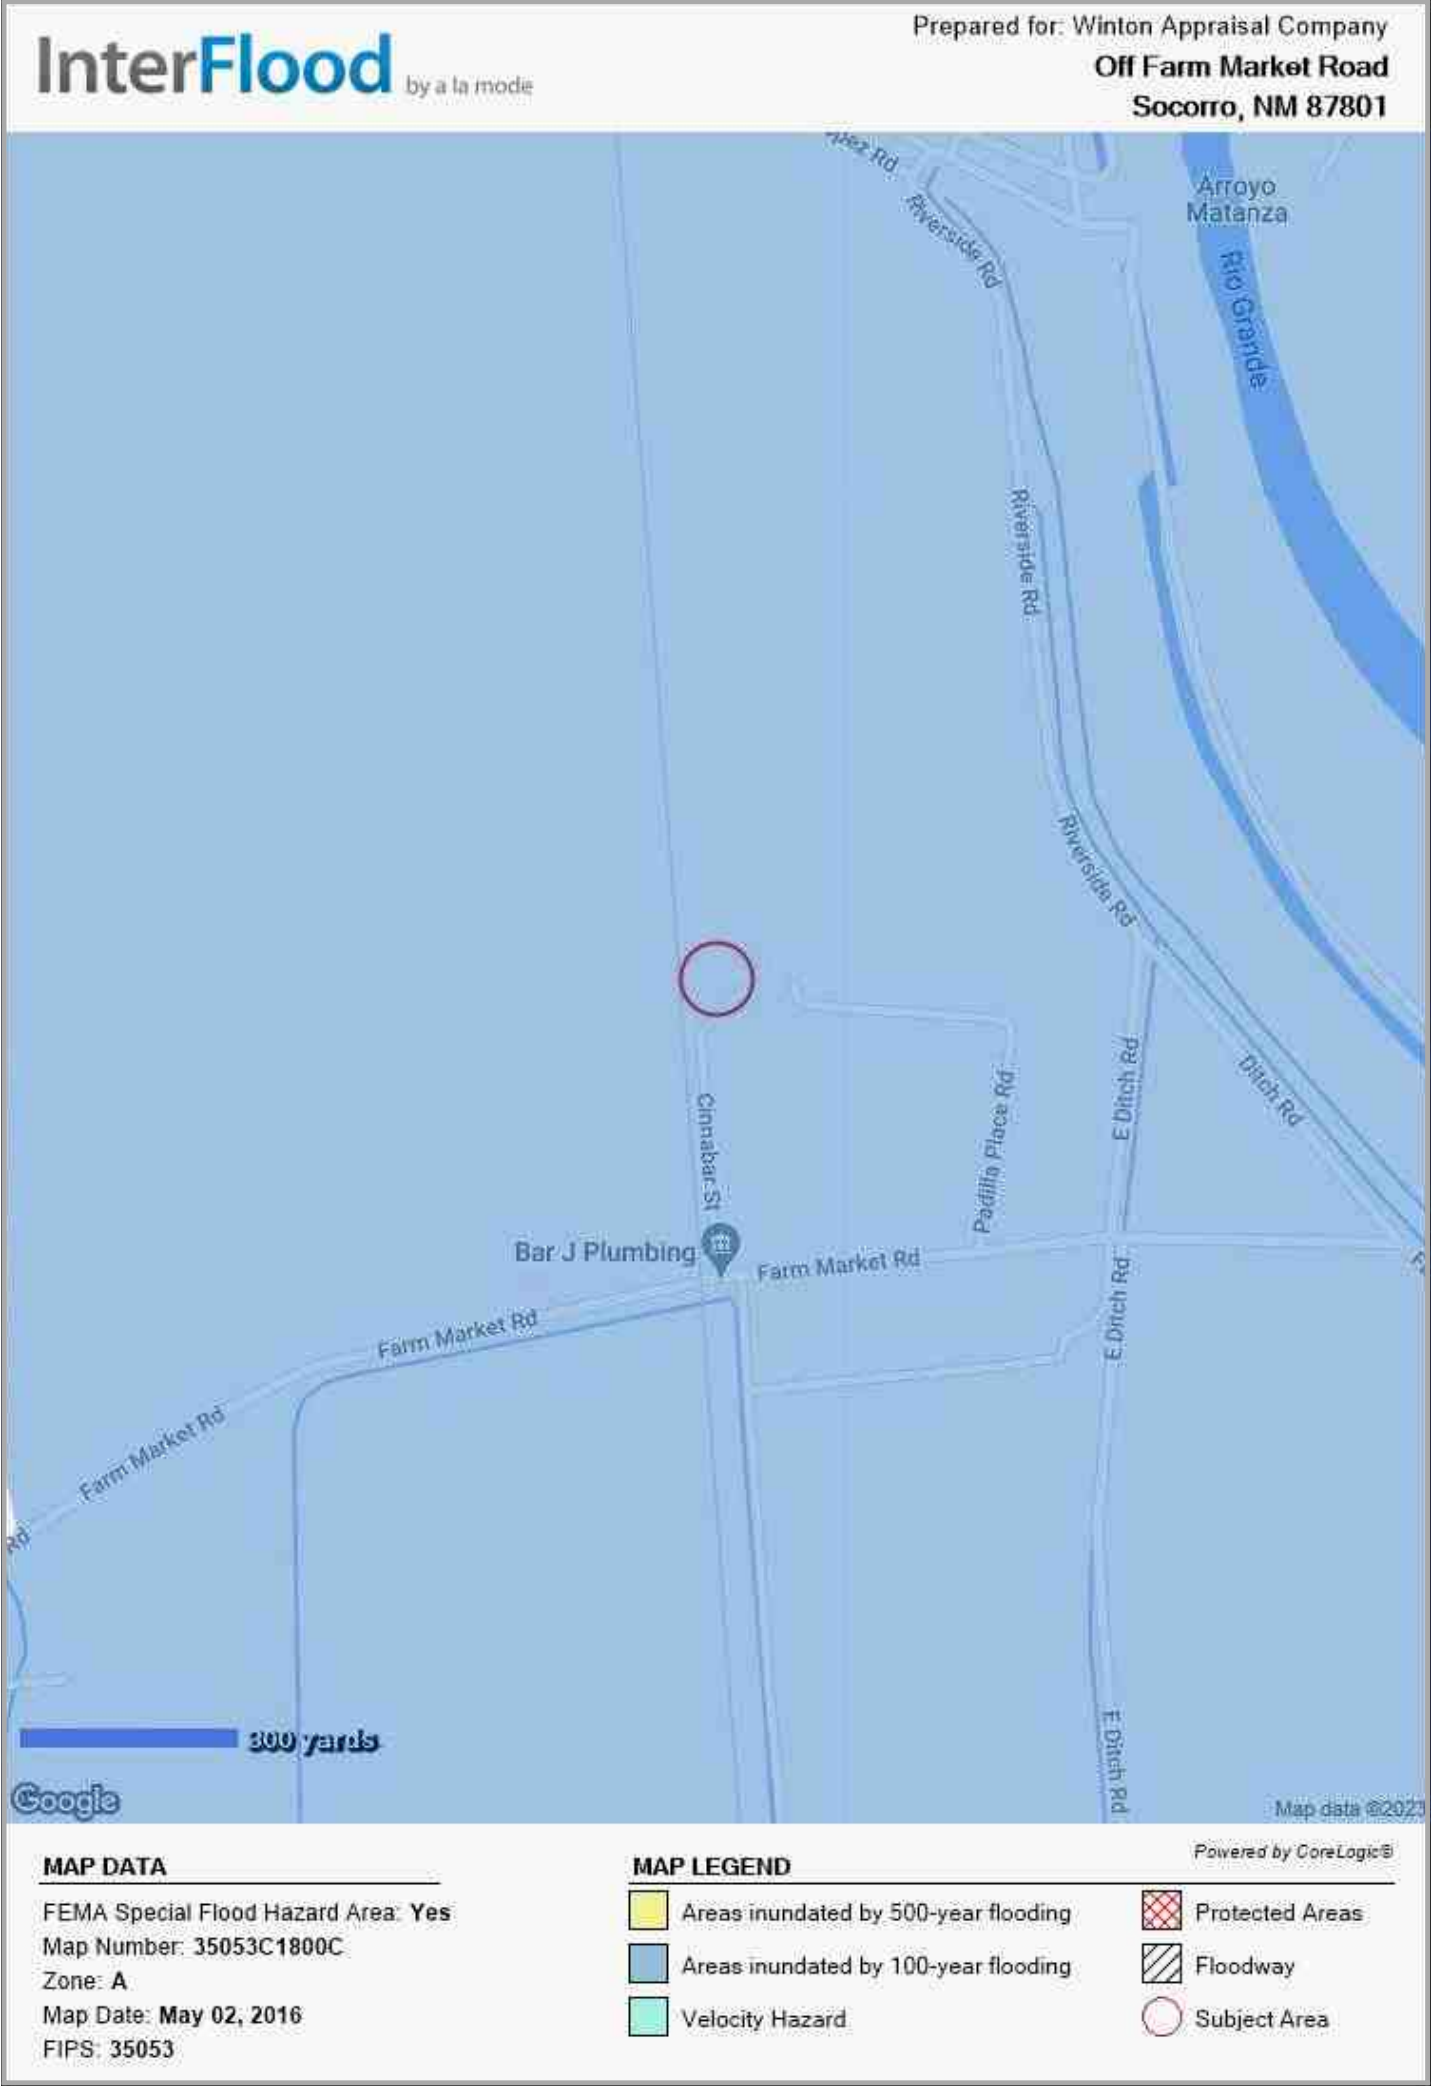 InterFlood by a la mode
Prepared for: Winton Appraisal Company
Off Farm Market Road
Socorro, NM 87801
Rd
Arroyo
Matanza
Riverside Rd
Rio Grande
Riverside Rd
Riverside Rd
E Ditch Rd
Ditch Rd
Padilla Place Rd
Cinnabar St
Bar J Plumbing
Farm Market Rd
E Ditch Rd
Farm Market Rd
Farm Market Rd
Rd
E Ditch Rd
300 yards
Google
Map data ©2023
Powered by CoreLogic®
MAP DATA
FEMA Special Flood Hazard Area: Yes
Map Number: 35053C1800C
Zone: A
Map Date: May 02, 2016
FIPS: 35053
MAP LEGEND
Areas inundated by 500-year flooding
Areas inundated by 100-year flooding
Velocity Hazard
Protected Areas
Floodway
Subject Area